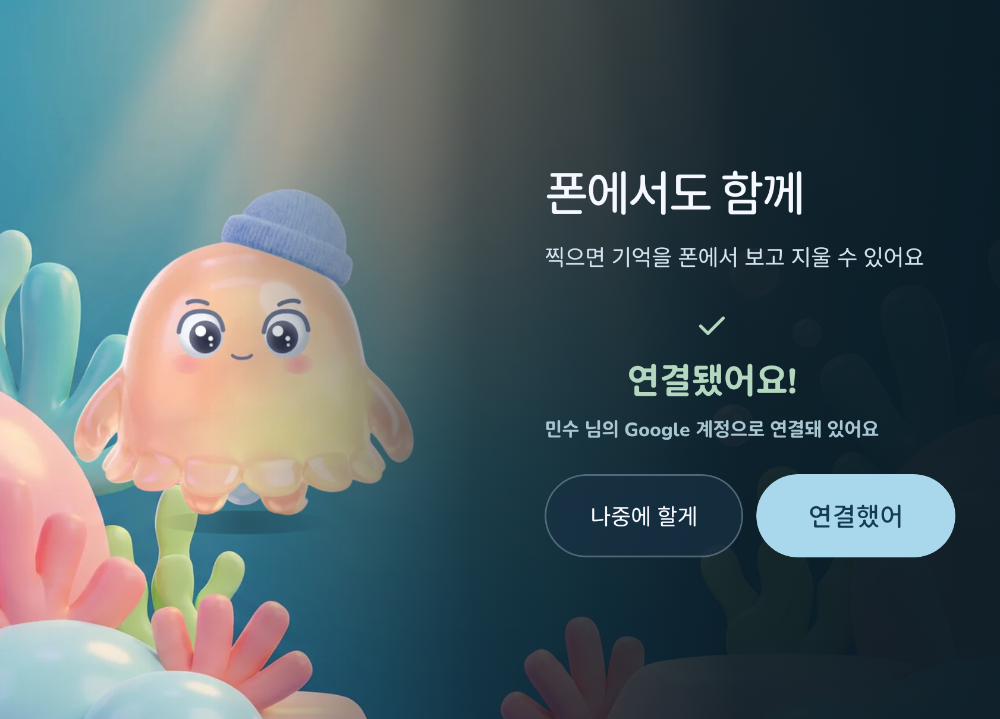 폰에서도 함께
찍으면 기억을 폰에서 보고 지울 수 있어요
연결됐어요!
민수 님의 Google 계정으로 연결돼 있어요
나중에 할게
연결했어